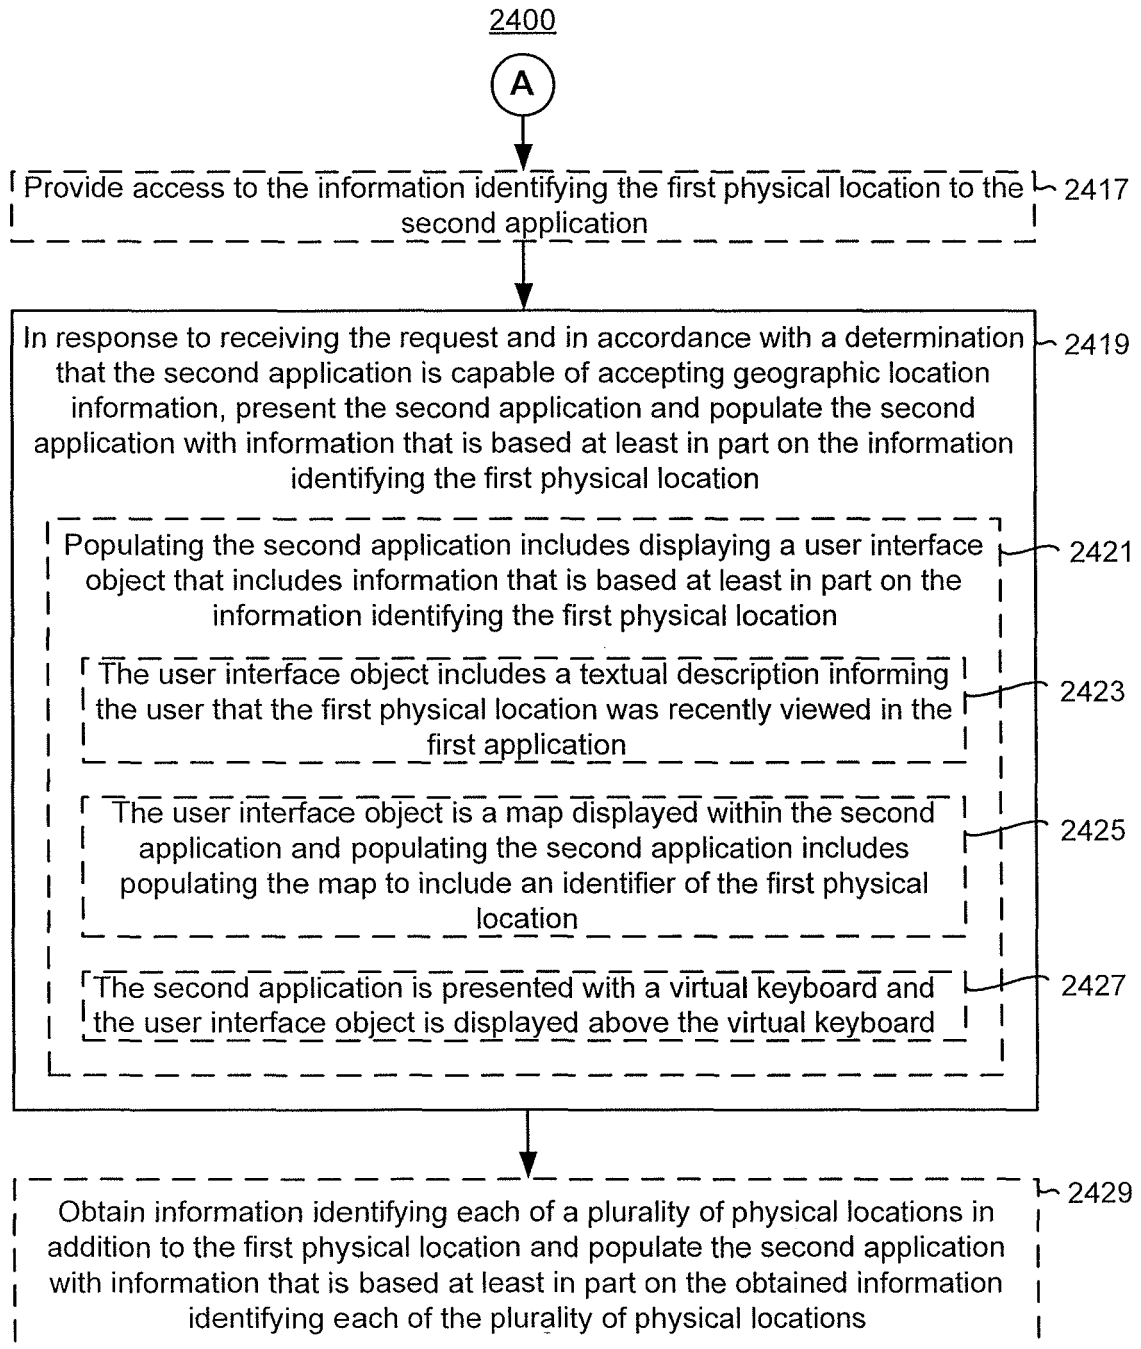 2400
A
Provide access to the information identifying the first physical location to the
second application
2417
In response to receiving the request and in accordance with a determination
that the second application is capable of accepting geographic location
information, present the second application and populate the second
application with information that is based at least in part on the information
identifying the first physical location
2419
Populating the second application includes displaying a user interface
object that includes information that is based at least in part on the
information identifying the first physical location
2421
The user interface object includes a textual description informing
the user that the first physical location was recently viewed in the
first application
2423
The user interface object is a map displayed within the second
application and populating the second application includes
populating the map to include an identifier of the first physical
location
2425
The second application is presented with a virtual keyboard and
the user interface object is displayed above the virtual keyboard
2427
Obtain information identifying each of a plurality of physical locations in
addition to the first physical location and populate the second application
with information that is based at least in part on the obtained information
identifying each of the plurality of physical locations
2429